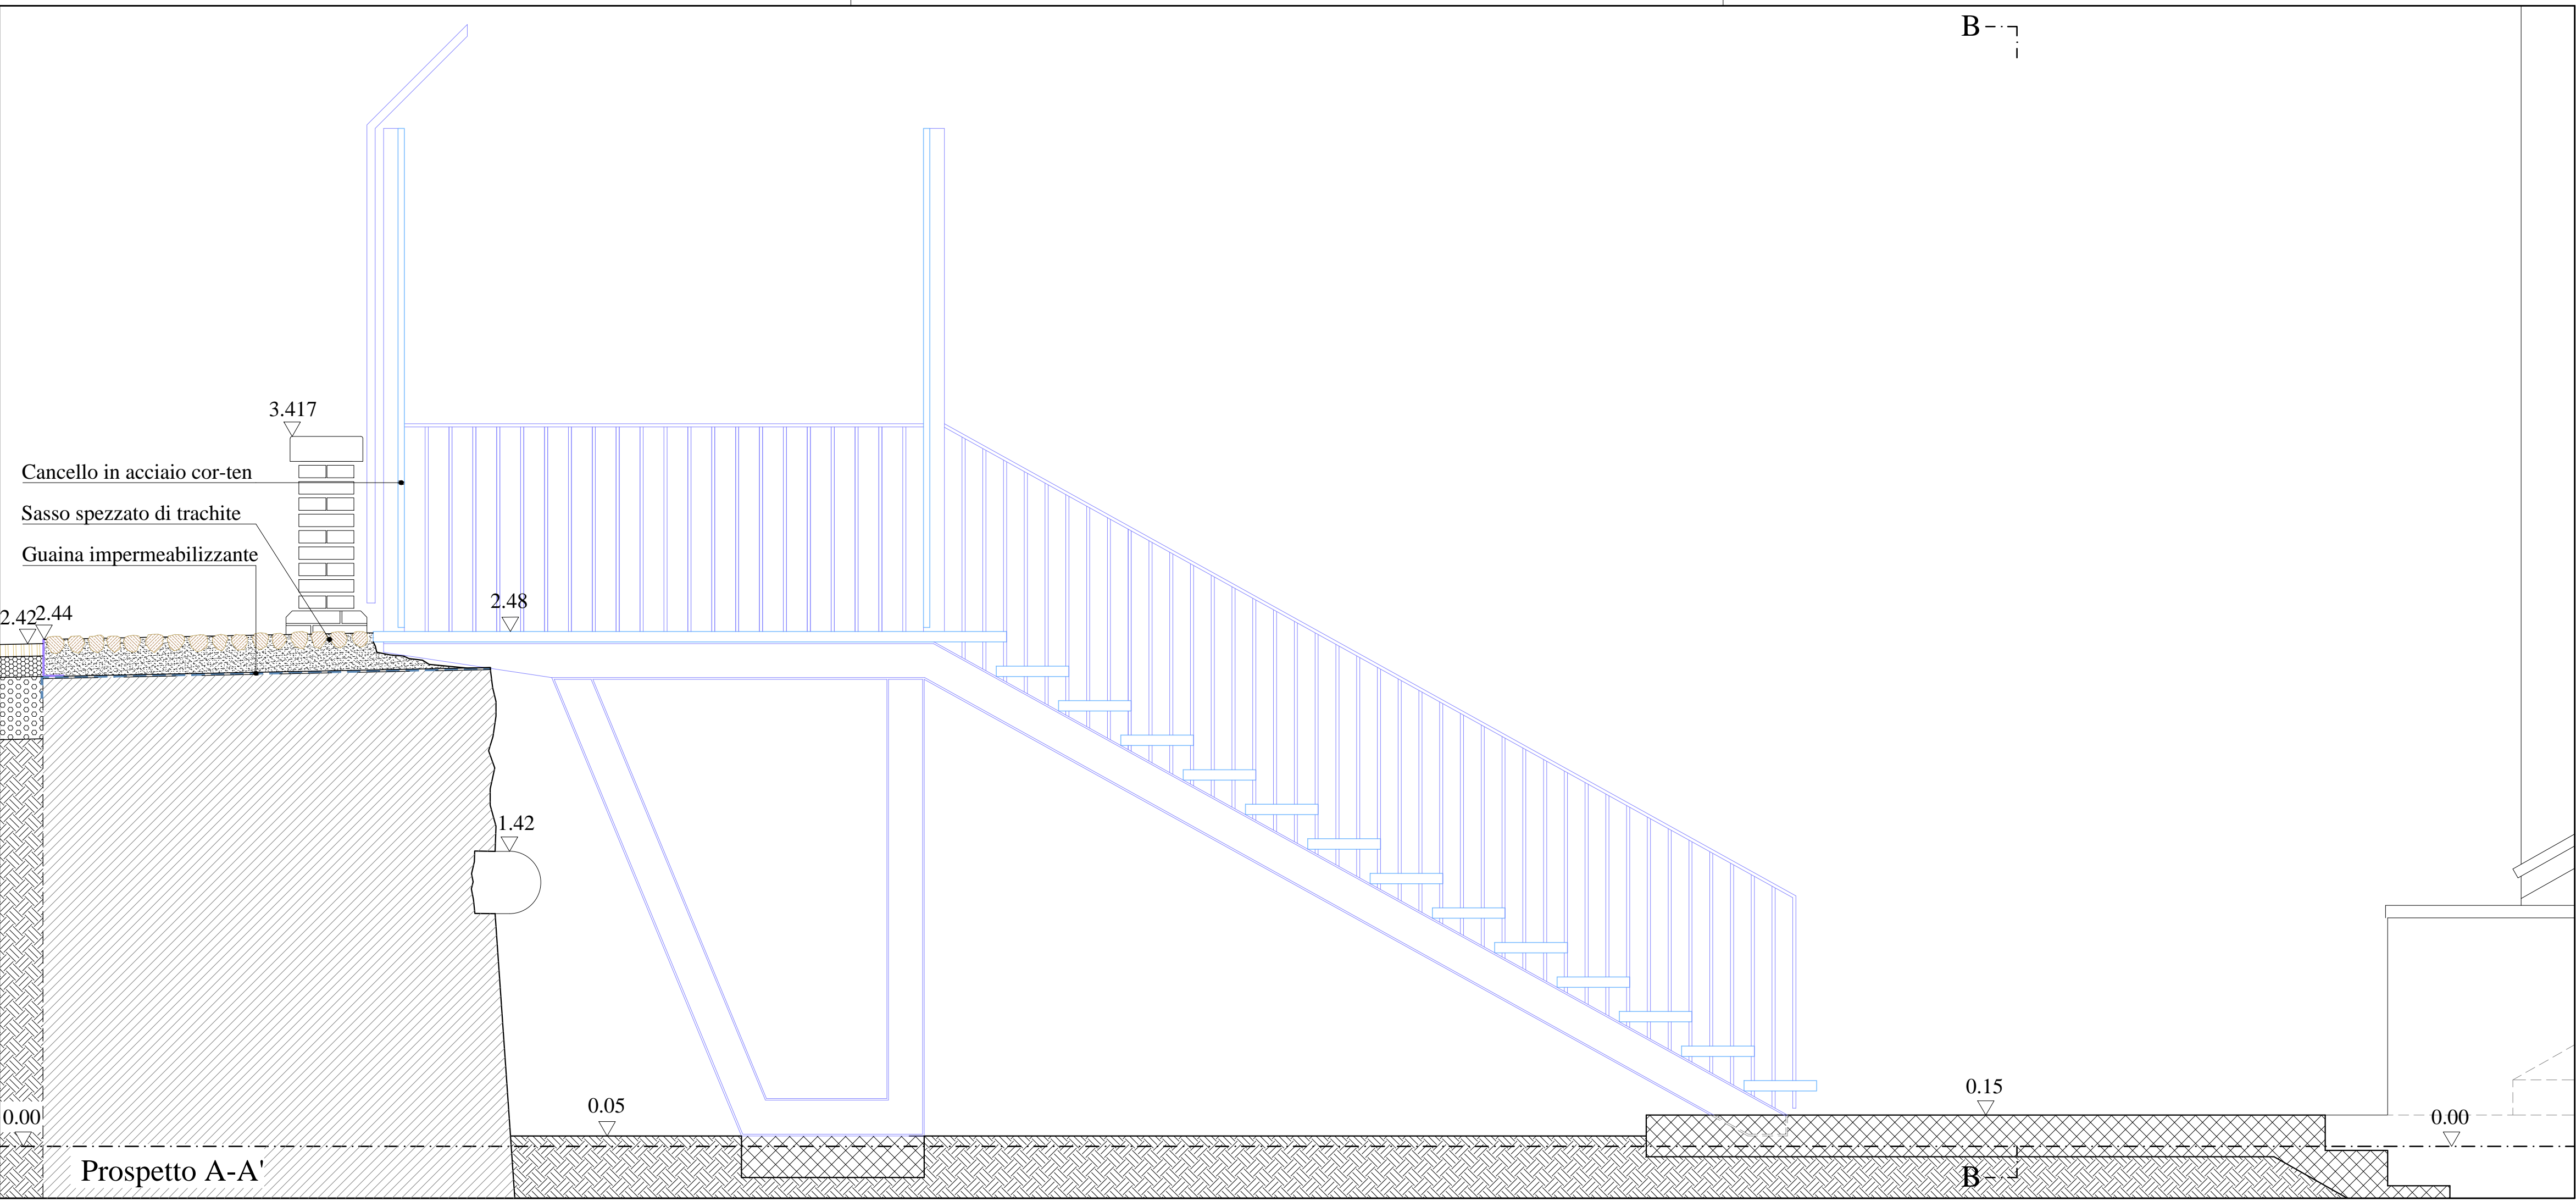 B
3.417
Cancello in acciaio cor-ten
Sasso spezzato di trachite
Guaina impermeabilizzante
2.42
2.44
2.48
1.42
0.05
0.15
0.00
0.00
Prospetto A-A'
B